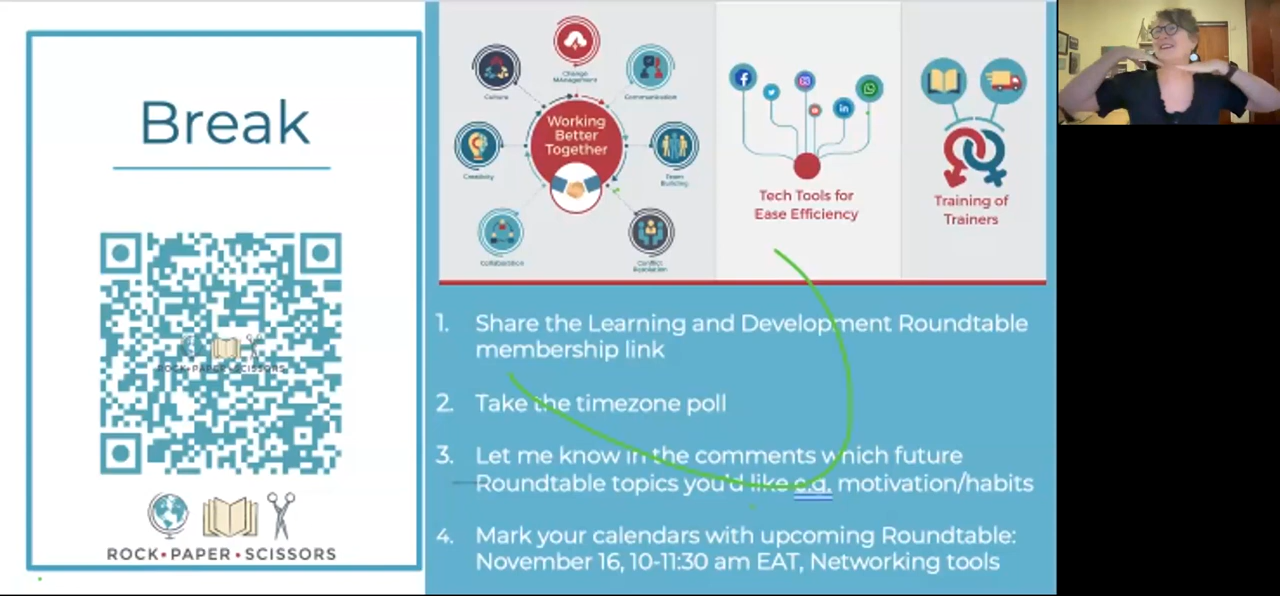 Break
ROCK•PAPER•SCISSORS
ROCK•PAPER•SCISSORS
Change
Management
Culture
Communication
Working
Better
Together
Creativity
Team
Building
Collaboration
Conflict
Resolution
Tech Tools for
Ease Efficiency
Training of
Trainers
1. Share the Learning and Development Roundtable
membership link
2. Take the timezone poll
3. Let me know in the comments which future
Roundtable topics you'd like e.g. motivation/habits
4. Mark your calendars with upcoming Roundtable:
November 16, 10-11:30 am EAT, Networking tools